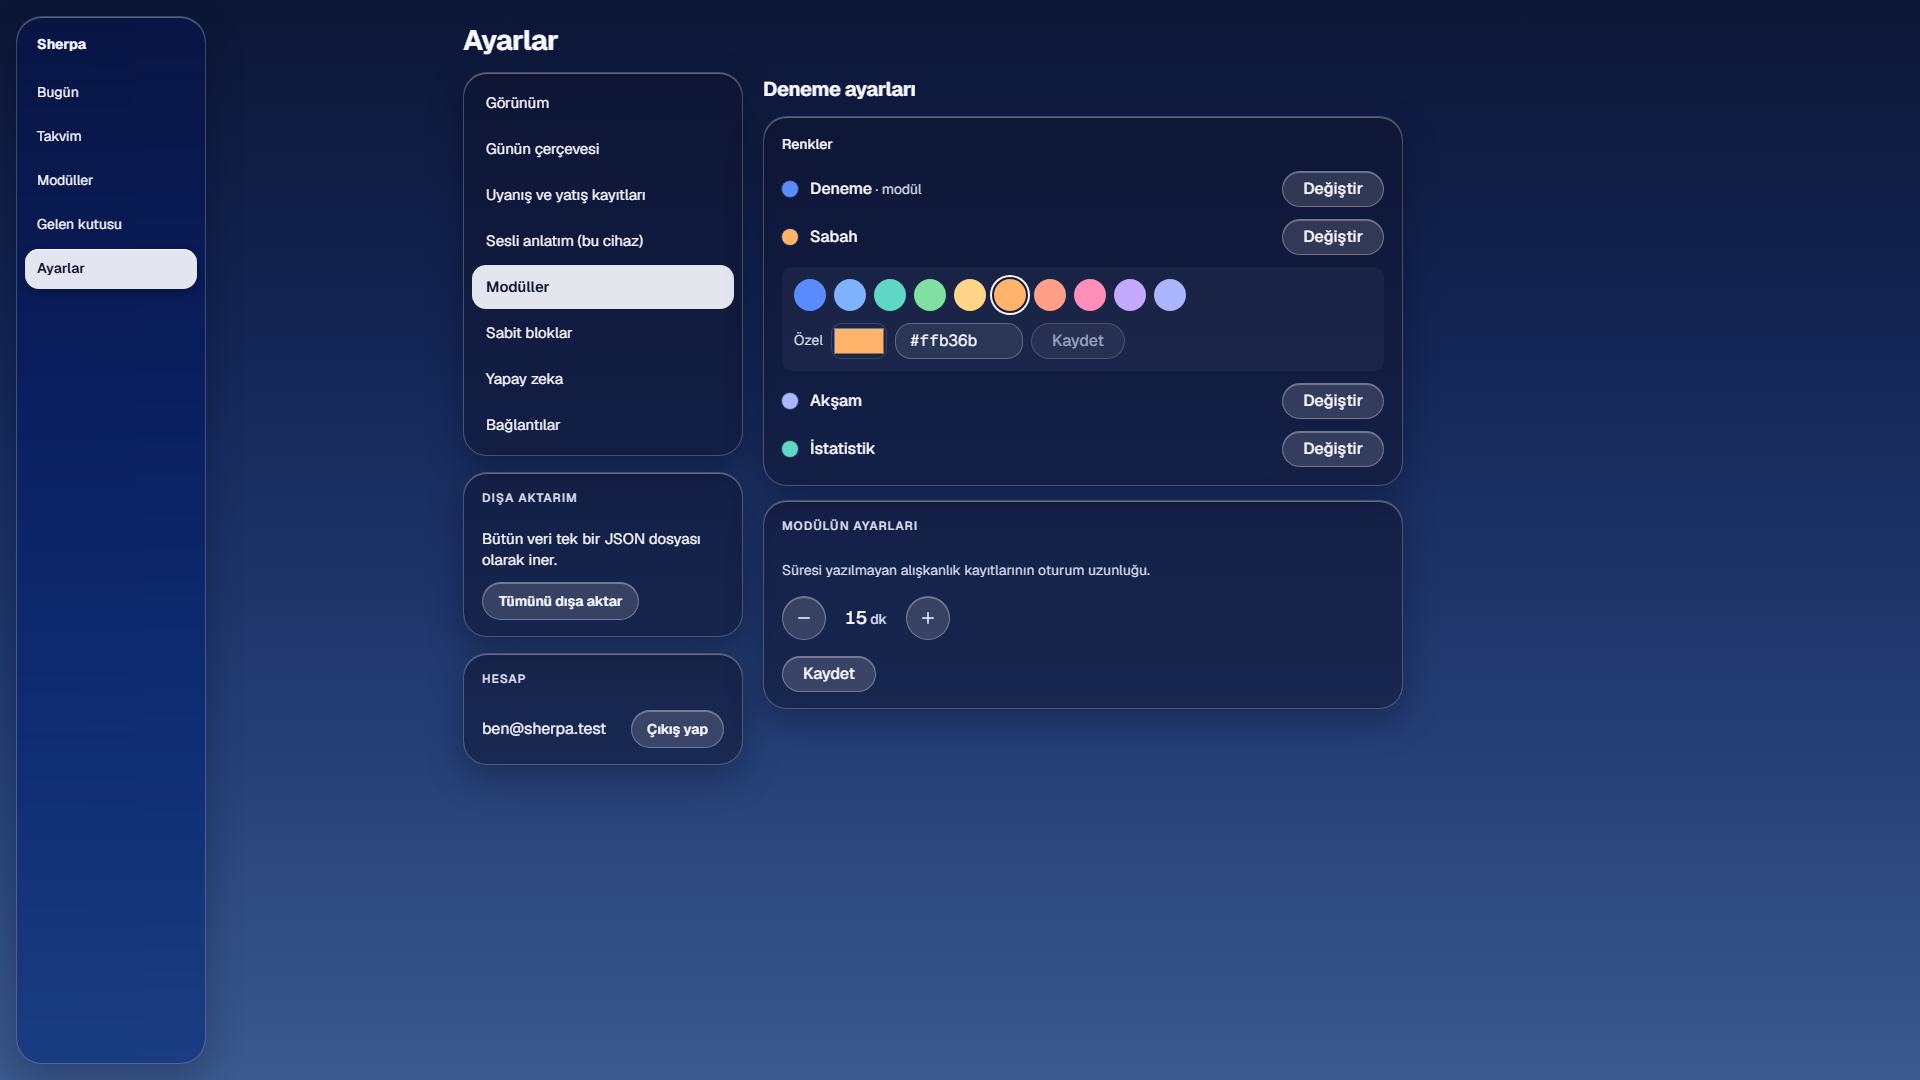 Sherpa
Bugün
Takvim
Modüller
Gelen kutusu
Ayarlar
Ayarlar
Görünüm
Günün çerçevesi
Uyanış ve yatış kayıtları
Sesli anlatım (bu cihaz)
Modüller
Sabit bloklar
Yapay zeka
Bağlantılar
DIŞA AKTARIM
Bütün veri tek bir JSON dosyası
olarak iner.
Tümünü dışa aktar
HESAP
ben@sherpa.test Çıkış yap
Deneme ayarları
Renkler
Deneme · modül Değiştir
Sabah Değiştir
Özel #ffb36b Kaydet
Akşam Değiştir
İstatistik Değiştir
MODÜLÜN AYARLARI
Süresi yazılmayan alışkanlık kayıtlarının oturum uzunluğu.
− 15 dk +
Kaydet